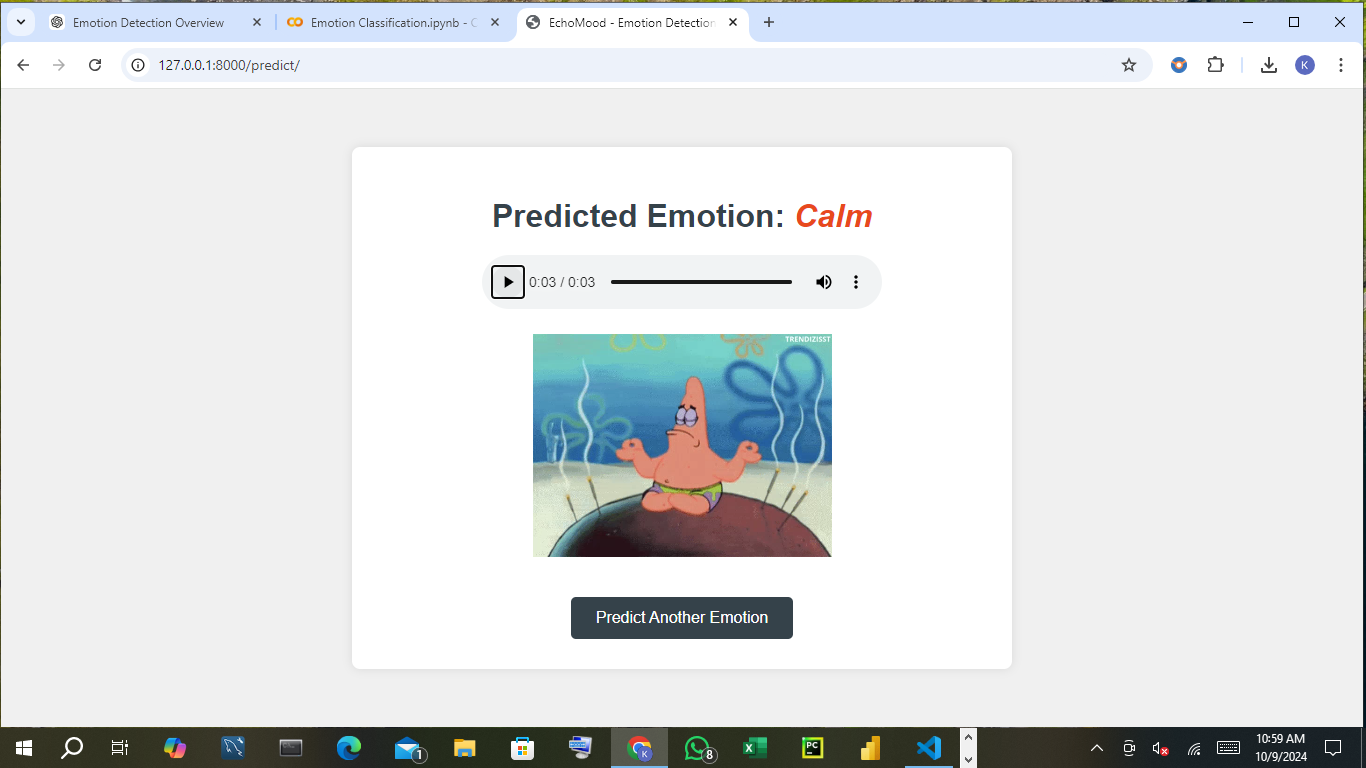 Emotion Detection Overview
Emotion Classification.ipynb - C
EchoMood - Emotion Detection
127.0.0.1:8000/predict/
K
Predicted Emotion: Calm
0:03 / 0:03
TRENDIZISST
Predict Another Emotion
1
K
8
PC
10:59 AM
10/9/2024